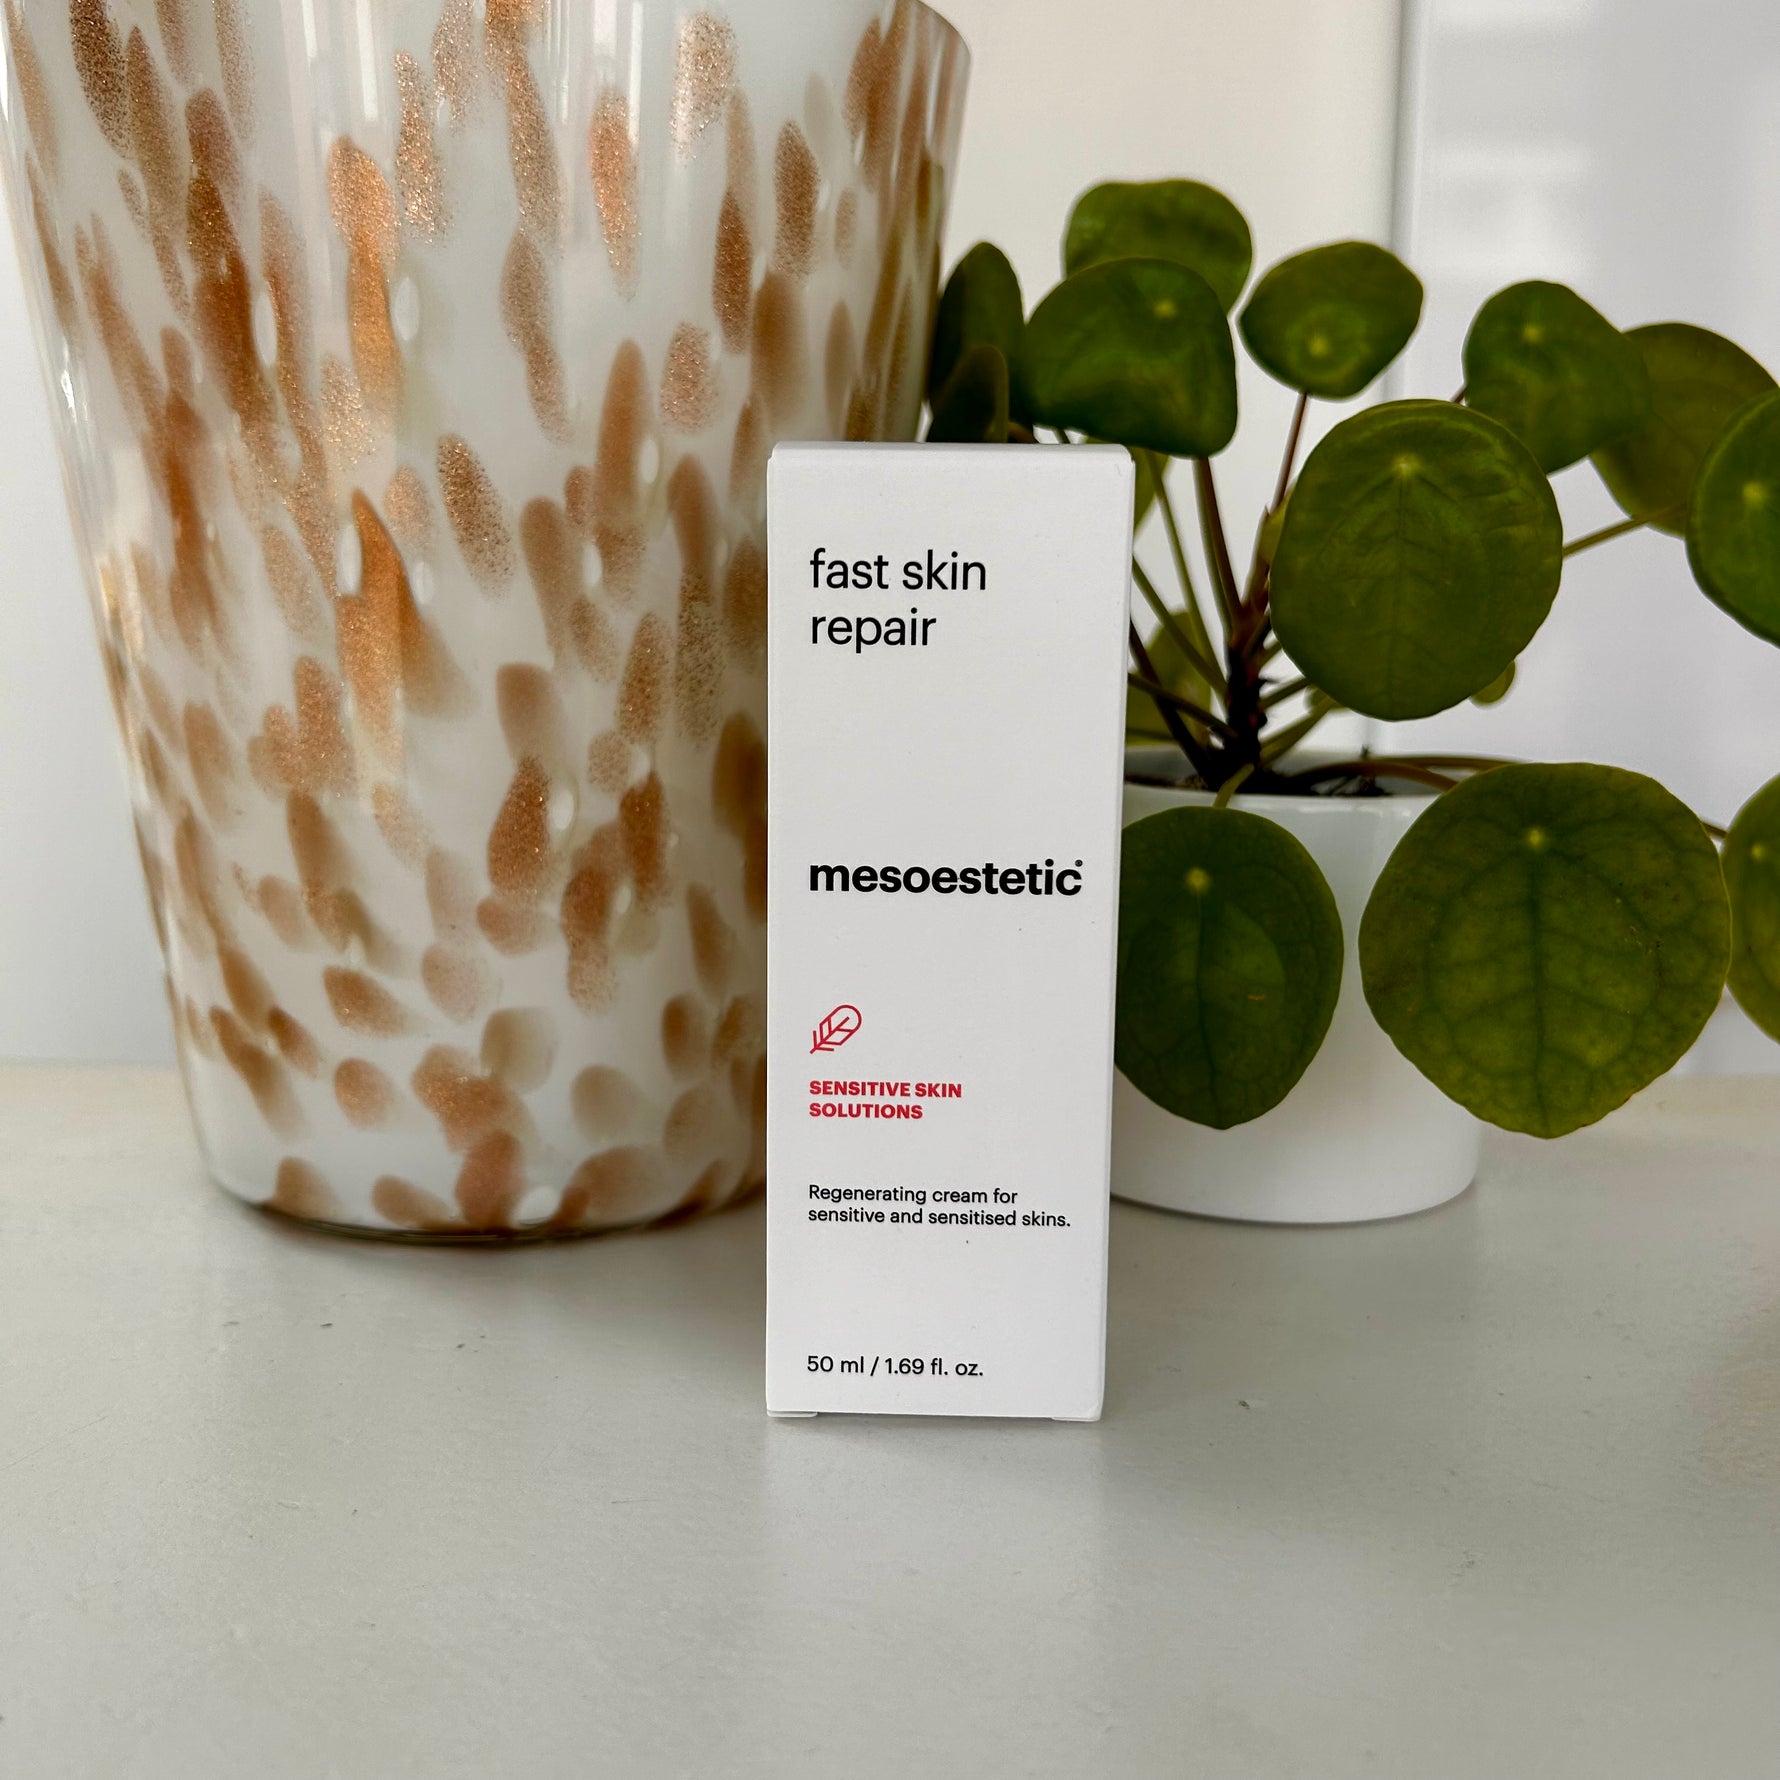 fast skin
repair
mesoestetic®
SENSITIVE SKIN
SOLUTIONS
Regenerating cream for
sensitive and sensitised skins.
50 ml / 1.69 fl. oz.